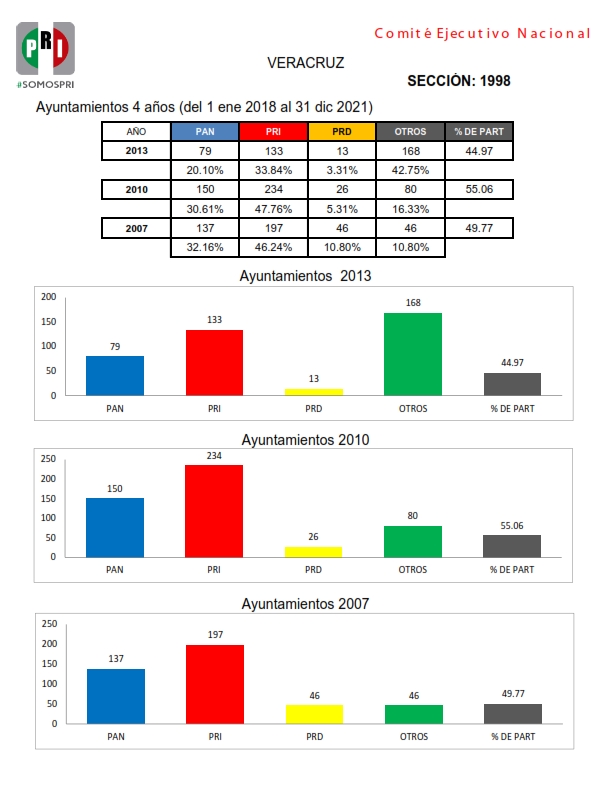 Comité Ejecutivo Nacional
PRI
#SOMOSPRI
VERACRUZ
SECCIÓN: 1998
Ayuntamientos 4 años (del 1 ene 2018 al 31 dic 2021)
AÑO PAN PRI PRD OTROS % DE PART
2013 79 133 13 168 44.97
20.10% 33.84% 3.31% 42.75%
2010 150 234 26 80 55.06
30.61% 47.76% 5.31% 16.33%
2007 137 197 46 46 49.77
32.16% 46.24% 10.80% 10.80%
Ayuntamientos 2013
200
150
100
50
0
79
133
13
168
44.97
PAN PRI PRD OTROS % DE PART
Ayuntamientos 2010
250
200
150
100
50
0
150
234
26
80
55.06
PAN PRI PRD OTROS % DE PART
Ayuntamientos 2007
250
200
150
100
50
0
137
197
46
46
49.77
PAN PRI PRD OTROS % DE PART